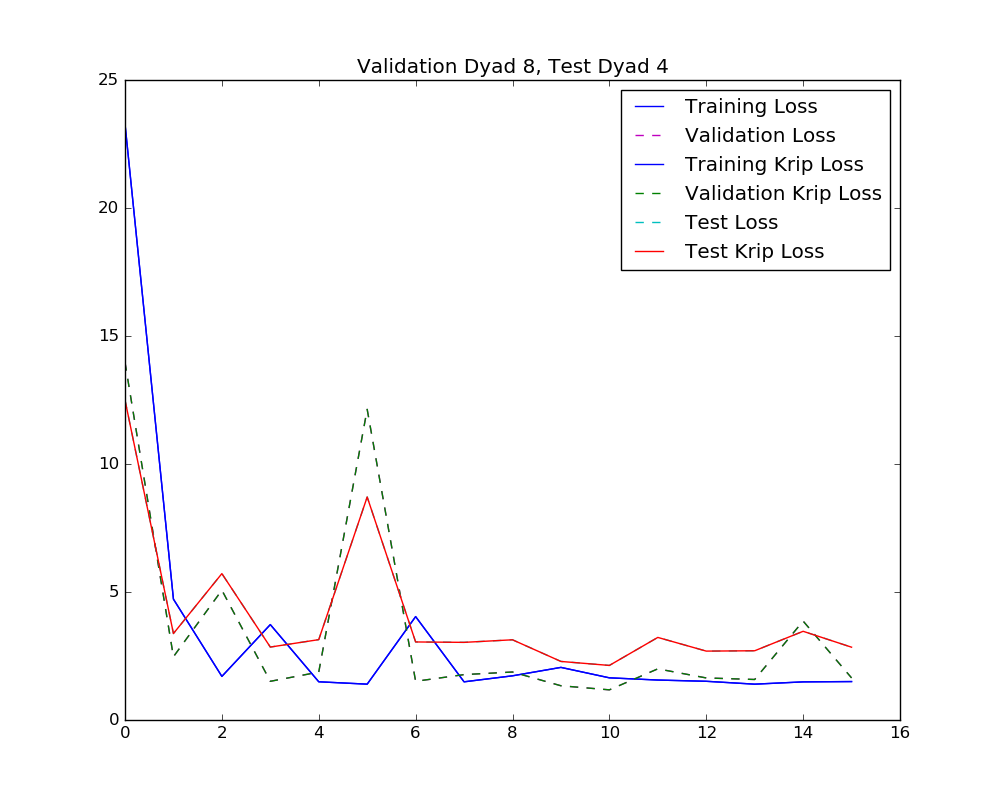 Validation Dyad 8, Test Dyad 4
25
20
15
10
5
0
Training Loss
Validation Loss
Training Krip Loss
Validation Krip Loss
Test Loss
Test Krip Loss
0 2 4 6 8 10 12 14 16